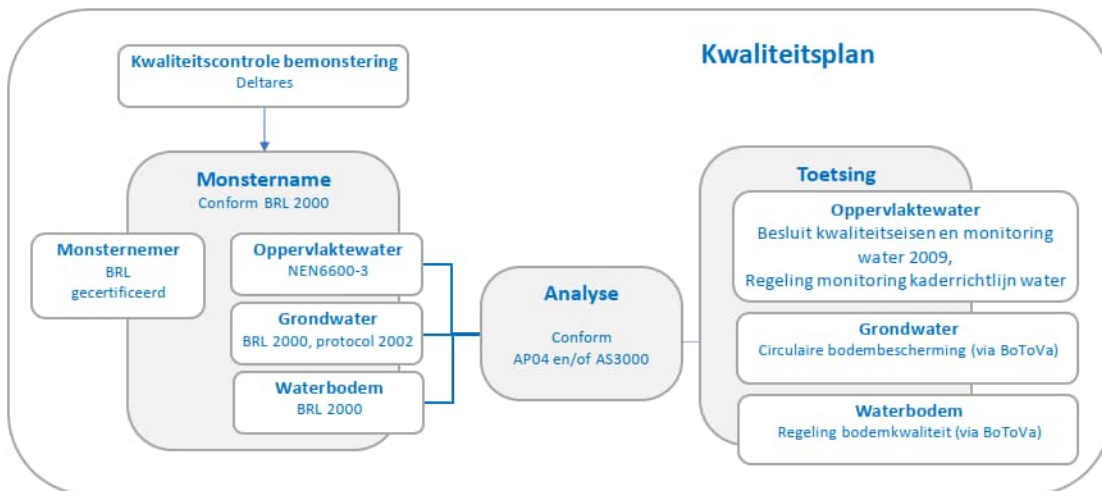 Kwaliteitsplan
Kwaliteitscontrole bemonstering
Deltares
Monstername
Conform BRL 2000
Monsternemer
BRL
gecertificeerd
Oppervlaktewater
NEN6600-3
Grondwater
BRL 2000, protocol 2002
Waterbodem
BRL 2000
Analyse
Conform
AP04 en/of AS3000
Toetsing
Oppervlaktewater
Besluit kwaliteitseisen en monitoring
water 2009,
Regeling monitoring kaderrichtlijn water
Grondwater
Circulaire bodembescherming (via BoToVa)
Waterbodem
Regeling bodemkwaliteit (via BoToVa)